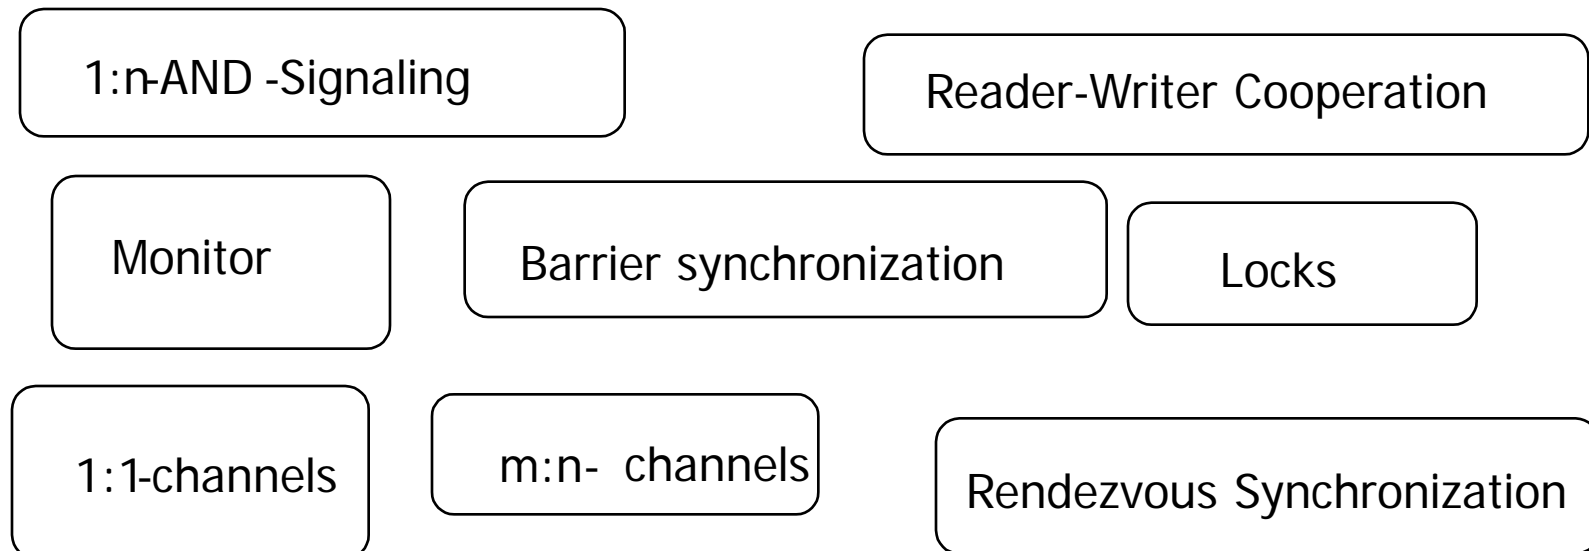 1:n-AND -Signaling
Reader-Writer Cooperation
Monitor
Barrier synchronization
Locks
1:1-channels
m:n- channels
Rendezvous Synchronization